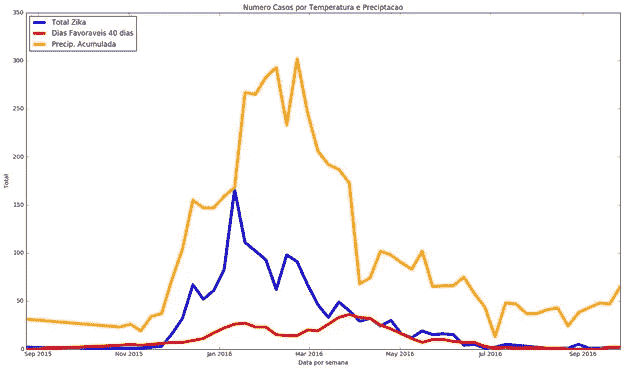 Numero Casos por Temperatura e Preciptacao
350
300
250
200
150
100
50
0
Total
Total Zika
Dias Favoraveis 40 dias
Precip. Acumulada
Sep 2015
Nov 2015
Jan 2016
Mar 2016
May 2016
Jul 2016
Sep 2016
Data por semana